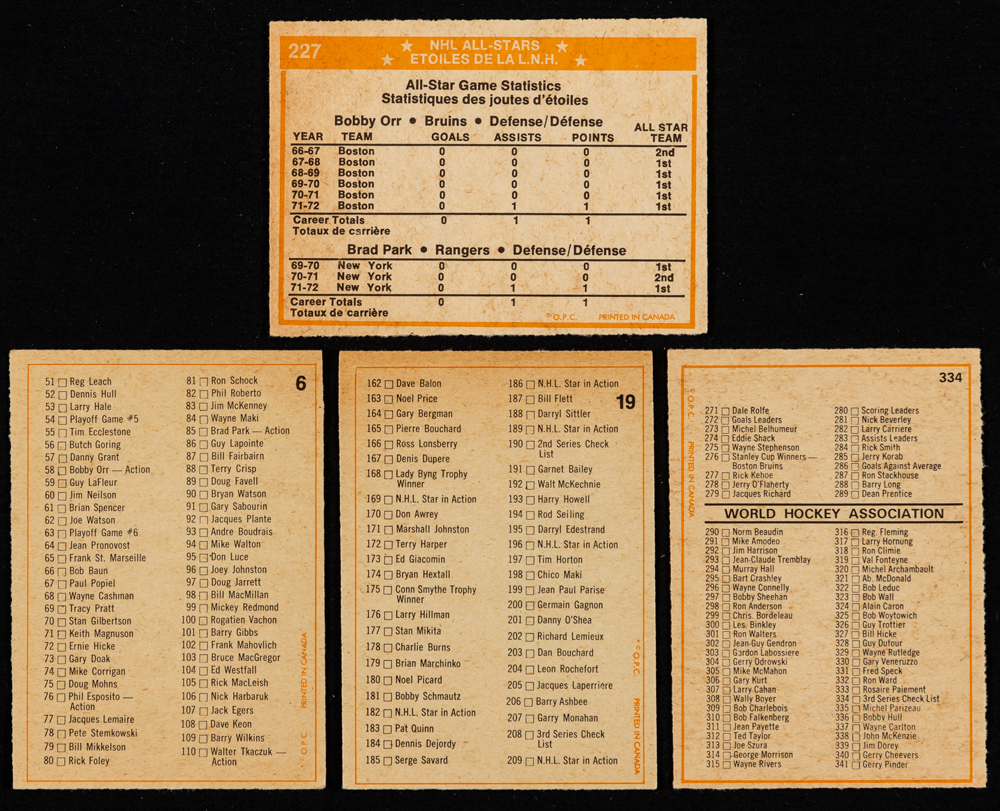 227
NHL ALL-STARS
ETOILES DE LA L.N.H.
All-Star Game Statistics
Statistiques des joutes d'étoiles
Bobby Orr • Bruins • Defense/Défense
YEAR TEAM GOALS ASSISTS POINTS ALL STAR TEAM
66-67 Boston 0 0 0 2nd
67-68 Boston 0 0 0 1st
68-69 Boston 0 0 0 1st
69-70 Boston 0 0 0 1st
70-71 Boston 0 0 0 1st
71-72 Boston 0 1 1 1st
Career Totals 0 1 1
Totaux de carrière
Brad Park • Rangers • Defense/Défense
69-70 New York 0 0 0 1st
70-71 New York 0 0 0 2nd
71-72 New York 0 1 1 1st
Career Totals 0 1 1
Totaux de carrière
© O.P.C. PRINTED IN CANADA
6
51 Reg Leach
52 Dennis Hull
53 Larry Hale
54 Playoff Game #5
55 Tim Ecclestone
56 Butch Goring
57 Danny Grant
58 Bobby Orr — Action
59 Guy LaFleur
60 Jim Neilson
61 Brian Spencer
62 Joe Watson
63 Playoff Game #6
64 Jean Pronovost
65 Frank St. Marseille
66 Bob Baun
67 Paul Popiel
68 Wayne Cashman
69 Tracy Pratt
70 Stan Gilbertson
71 Keith Magnuson
72 Ernie Hicke
73 Gary Doak
74 Mike Corrigan
75 Doug Mohns
76 Phil Esposito —
Action
77 Jacques Lemaire
78 Pete Stemkowski
79 Bill Mikkelson
80 Rick Foley
81 Ron Schock
82 Phil Roberto
83 Jim McKenney
84 Wayne Maki
85 Brad Park — Action
86 Guy Lapointe
87 Bill Fairbairn
88 Terry Crisp
89 Doug Favell
90 Bryan Watson
91 Gary Sabourin
92 Jacques Plante
93 Andre Boudrais
94 Mike Walton
95 Don Luce
96 Joey Johnston
97 Doug Jarrett
98 Bill MacMillan
99 Mickey Redmond
100 Rogatien Vachon
101 Barry Gibbs
102 Frank Mahovlich
103 Bruce MacGregor
104 Ed Westfall
105 Rick MacLeish
106 Nick Harbaruk
107 Jack Egers
108 Dave Keon
109 Barry Wilkins
110 Walter Tkaczuk —
Action
© O.P.C. PRINTED IN CANADA
19
162 Dave Balon
163 Noel Price
164 Gary Bergman
165 Pierre Bouchard
166 Ross Lonsberry
167 Denis Dupere
168 Lady Byng Trophy
Winner
169 N.H.L. Star in Action
170 Don Awrey
171 Marshall Johnston
172 Terry Harper
173 Ed Giacomin
174 Bryan Hextall
175 Conn Smythe Trophy
Winner
176 Larry Hillman
177 Stan Mikita
178 Charlie Burns
179 Brian Marchinko
180 Noel Picard
181 Bobby Schmautz
182 N.H.L. Star in Action
183 Pat Quinn
184 Dennis Dejordy
185 Serge Savard
186 N.H.L. Star in Action
187 Bill Flett
188 Darryl Sittler
189 N.H.L. Star in Action
190 2nd Series Check
List
191 Garnet Bailey
192 Walt McKechnie
193 Harry Howell
194 Rod Seiling
195 Darryl Edestrand
196 N.H.L. Star in Action
197 Tim Horton
198 Chico Maki
199 Jean Paul Parise
200 Germain Gagnon
201 Danny O'Shea
202 Richard Lemieux
203 Dan Bouchard
204 Leon Rochefort
205 Jacques Laperriere
206 Barry Ashbee
207 Garry Monahan
208 3rd Series Check
List
209 N.H.L. Star in Action
© O.P.C. PRINTED IN CANADA
334
271 Dale Rolfe
272 Goals Leaders
273 Michel Belhumeur
274 Eddie Shack
275 Wayne Stephenson
276 Stanley Cup Winners —
Boston Bruins
277 Rick Kehoe
278 Jerry O'Flaherty
279 Jacques Richard
280 Scoring Leaders
281 Nick Beverley
282 Larry Carriere
283 Assists Leaders
284 Rick Smith
285 Jerry Korab
286 Goals Against Average
287 Ron Stackhouse
288 Barry Long
289 Dean Prentice
WORLD HOCKEY ASSOCIATION
290 Norm Beaudin
291 Mike Amodeo
292 Jim Harrison
293 Jean-Claude Tremblay
294 Murray Hall
295 Bart Crashley
296 Wayne Connelly
297 Bobby Sheehan
298 Ron Anderson
299 Chris. Bordeleau
300 Les. Binkley
301 Ron Walters
302 Jean-Guy Gendron
303 Gordon Labossiere
304 Gerry Odrowski
305 Mike McMahon
306 Gary Kurt
307 Larry Cahan
308 Wally Boyer
309 Bob Charlebois
310 Bob Falkenberg
311 Jean Payette
312 Ted Taylor
313 Joe Szura
314 George Morrison
315 Wayne Rivers
316 Reg. Fleming
317 Larry Hornung
318 Ron Climie
319 Val Fonteyne
320 Michel Archambault
321 Ab. McDonald
322 Bob Leduc
323 Bob Wall
324 Alain Caron
325 Bob Woytowich
326 Guy Trottier
327 Bill Hicke
328 Guy Dufour
329 Wayne Rutledge
330 Gary Veneruzzo
331 Fred Speck
332 Ron Ward
333 Rosaire Paiement
334 3rd Series Check List
335 Michel Parizeau
336 Bobby Hull
337 Wayne Carlton
338 John McKenzie
339 Jim Dorey
340 Gerry Cheevers
341 Gerry Pinder
© O.P.C. PRINTED IN CANADA